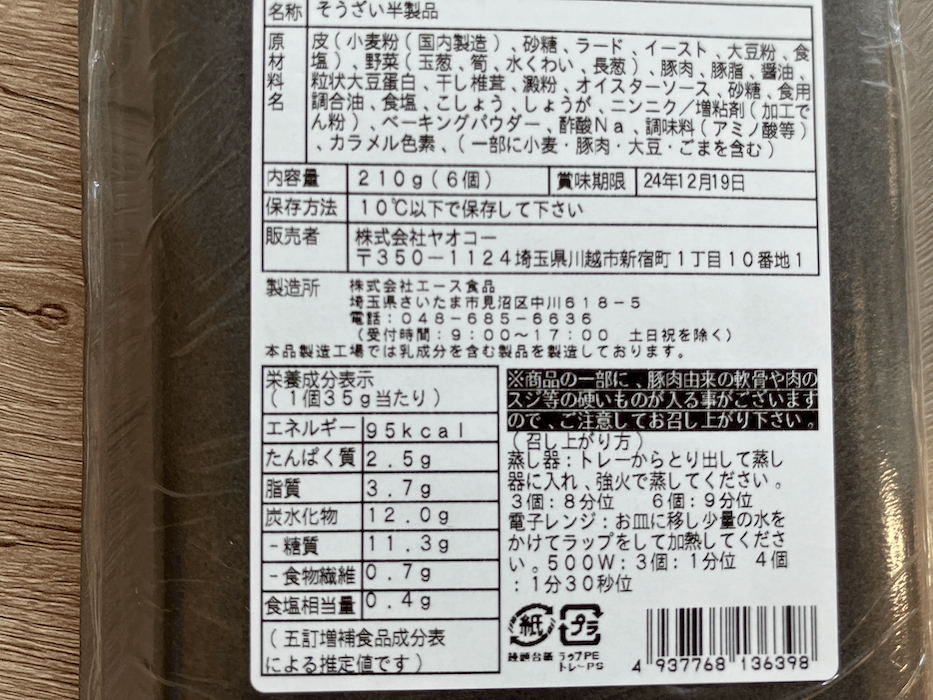 名称 そうざい半製品
原材料名 皮(小麦粉(国内製造)、砂糖、ラード、イースト、大豆粉、食
塩)、野菜(玉葱、筍、水くわい、長葱)、豚肉、豚脂、醤油、
粒状大豆蛋白、干し椎茸、澱粉、オイスターソース、砂糖、食用
調合油、食塩、こしょう、しょうが、ニンニク/増粘剤(加工で
ん粉)、ベーキングパウダー、酢酸Na、調味料(アミノ酸等)
、カラメル色素、(一部に小麦・豚肉・大豆・ごまを含む)
内容量 210g(6個) 賞味期限 24年12月19日
保存方法 10℃以下で保存して下さい
販売者 株式会社ヤオコー
〒350-1124埼玉県川越市新宿町1丁目10番地1
製造所 株式会社エース食品
埼玉県さいたま市見沼区中川618-5
電話:048-685-6636
(受付時間:9:00~17:00 土日祝を除く)
本品製造工場では乳成分を含む製品を製造しております。
栄養成分表示
(1個35g当たり)
エネルギー 95kcal
たんぱく質 2.5g
脂質 3.7g
炭水化物 12.0g
-糖質 11.3g
-食物繊維 0.7g
食塩相当量 0.4g
(五訂増補食品成分表
による推定値です)
※商品の一部に、豚肉由来の軟骨や肉の
スジ等の硬いものが入る事がございます
ので、ご注意してお召し上がり下さい。
(召し上がり方)
蒸し器:トレーからとり出して蒸し
器に入れ、強火で蒸してください。
3個:8分位 6個:9分位
電子レンジ:お皿に移し少量の水を
かけてラップをして加熱してくださ
い。500W:3個:1分位 4個
:1分30秒位
紙 プラ
ラップPE
トレーPS
4 937768 136398